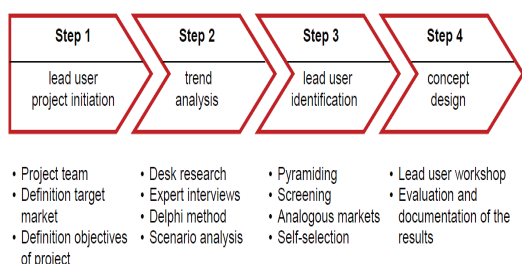 Step 1
lead user
project initiation
• Project team
• Definition target
market
• Definition objectives
of project
Step 2
trend
analysis
• Desk research
• Expert interviews
• Delphi method
• Scenario analysis
Step 3
lead user
identification
• Pyramiding
• Screening
• Analogous markets
• Self-selection
Step 4
concept
design
• Lead user workshop
• Evaluation and
documentation of the
results